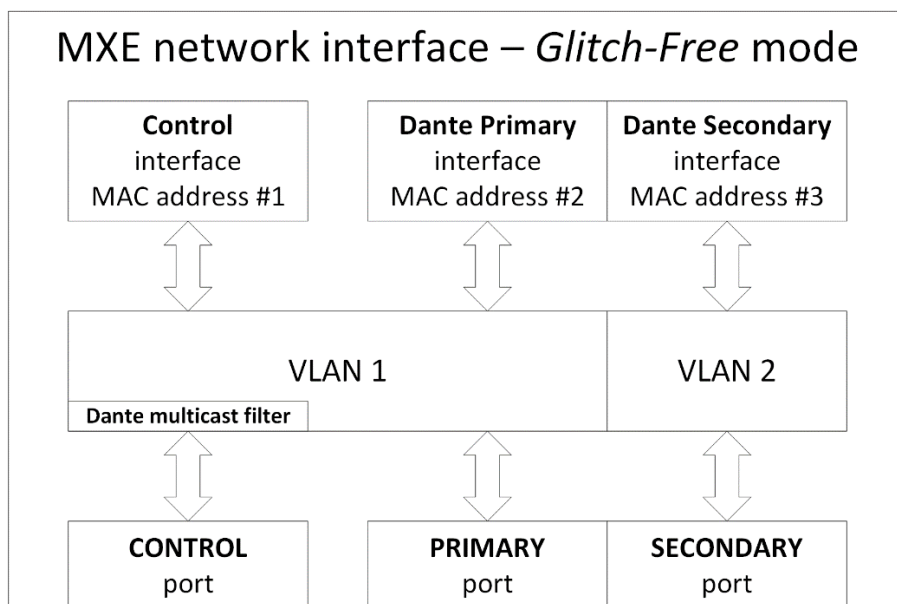 MXE network interface – Glitch-Free mode
Control
interface
MAC address #1
Dante Primary
interface
MAC address #2
Dante Secondary
interface
MAC address #3
VLAN 1
VLAN 2
Dante multicast filter
CONTROL
port
PRIMARY
port
SECONDARY
port